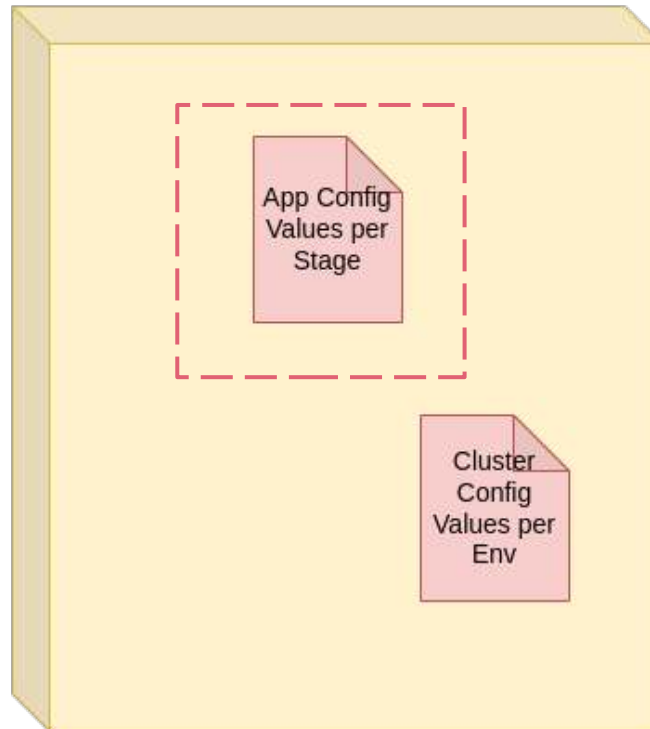 App Config
Values per
Stage
Cluster
Config
Values per
Env